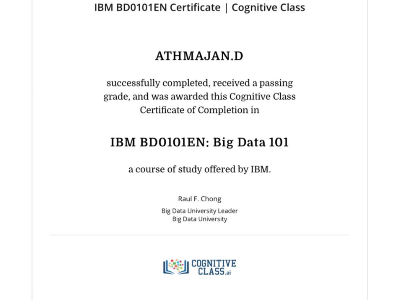 IBM BD0101EN Certificate | Cognitive Class
ATHMAJAN.D
successfully completed, received a passing
grade, and was awarded this Cognitive Class
Certificate of Completion in
IBM BD0101EN: Big Data 101
a course of study offered by IBM.
Raul F. Chong
Big Data University Leader
Big Data University
COGNITIVE
CLASS.ai